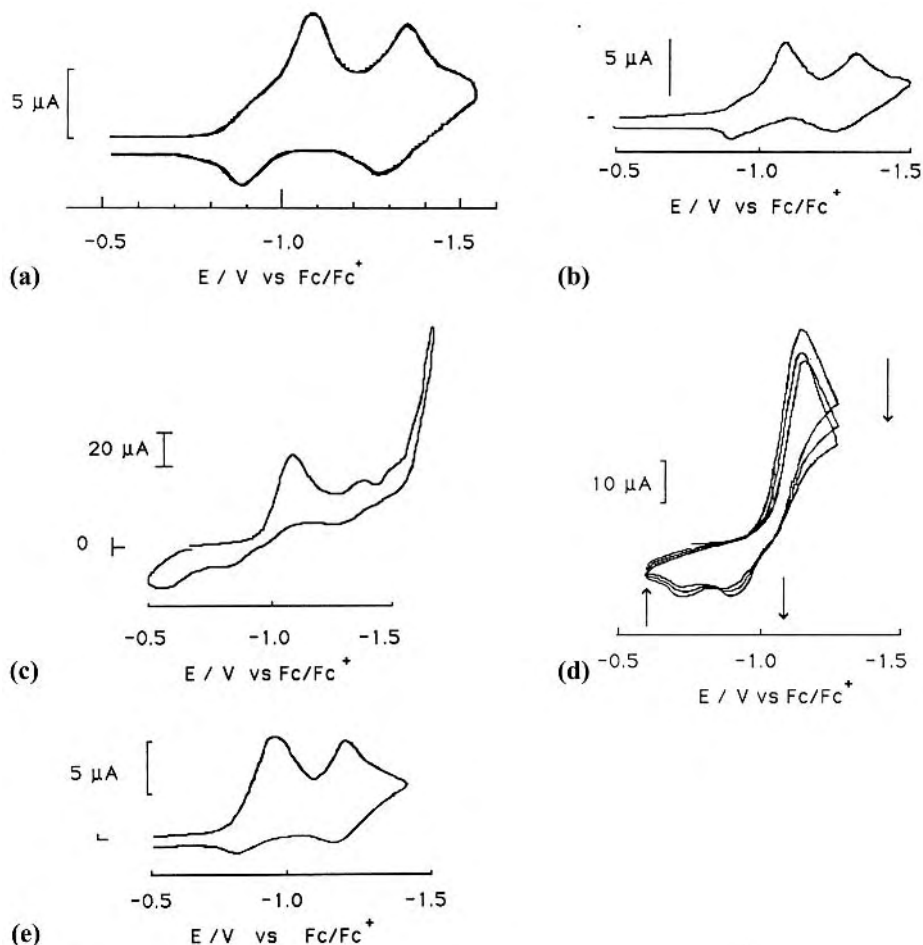 5 µA
-0.5 -1.0 -1.5
E / V vs Fc/Fc+
(a)
5 µA
-0.5 -1.0 -1.5
E / V vs Fc/Fc+
(b)
20 µA
0
-0.5 -1.0 -1.5
E / V vs Fc/Fc+
(c)
10 µA
-0.5 -1.0 -1.5
E / V vs Fc/Fc+
(d)
5 µA
-0.5 -1.0 -1.5
E / V vs Fc/Fc+
(e)